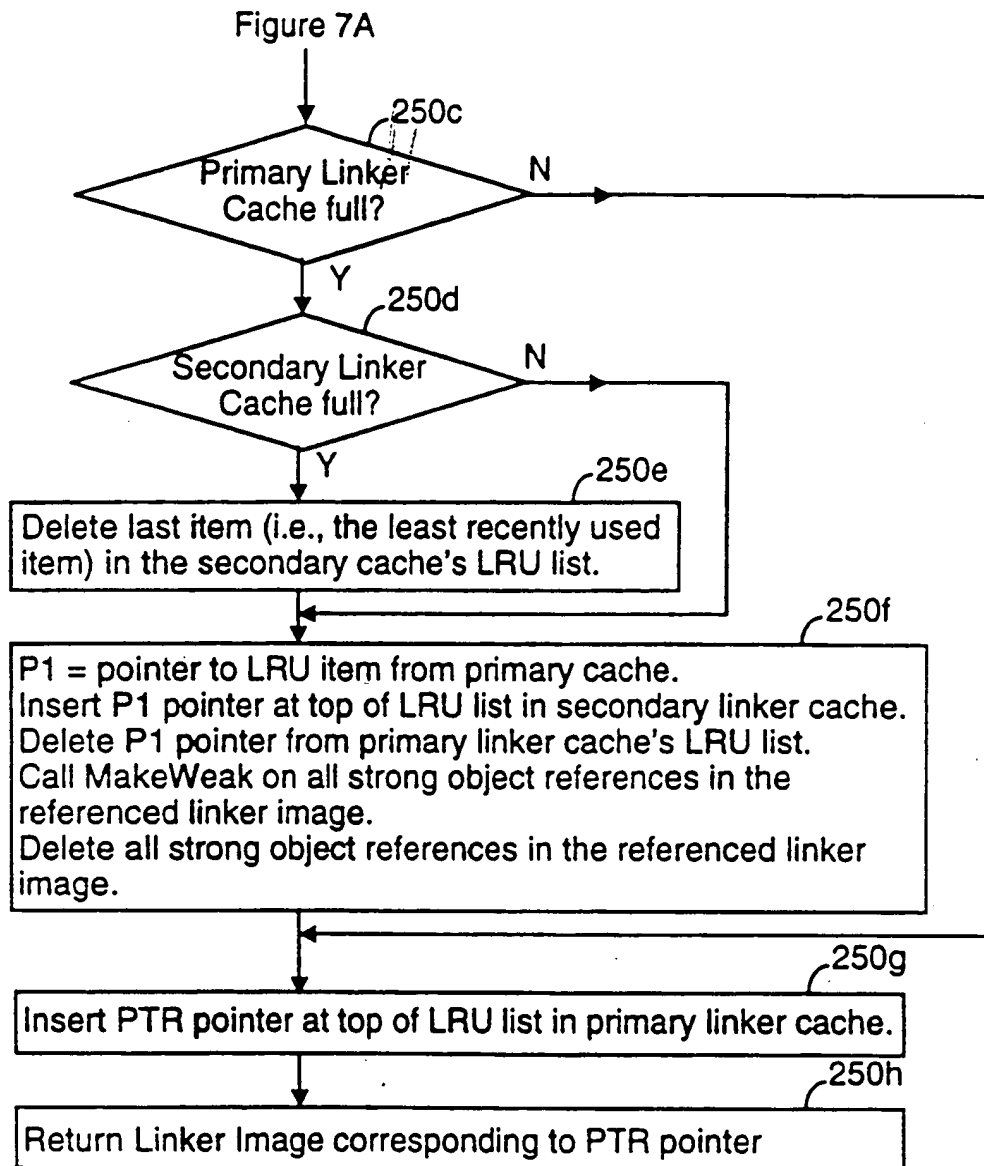 Figure 7A
250c
Primary Linker
Cache full?
N
Y
250d
Secondary Linker
Cache full?
N
Y
250e
Delete last item (i.e., the least recently used
item) in the secondary cache's LRU list.
250f
P1 = pointer to LRU item from primary cache.
Insert P1 pointer at top of LRU list in secondary linker cache.
Delete P1 pointer from primary linker cache's LRU list.
Call MakeWeak on all strong object references in the
referenced linker image.
Delete all strong object references in the referenced linker
image.
250g
Insert PTR pointer at top of LRU list in primary linker cache.
250h
Return Linker Image corresponding to PTR pointer